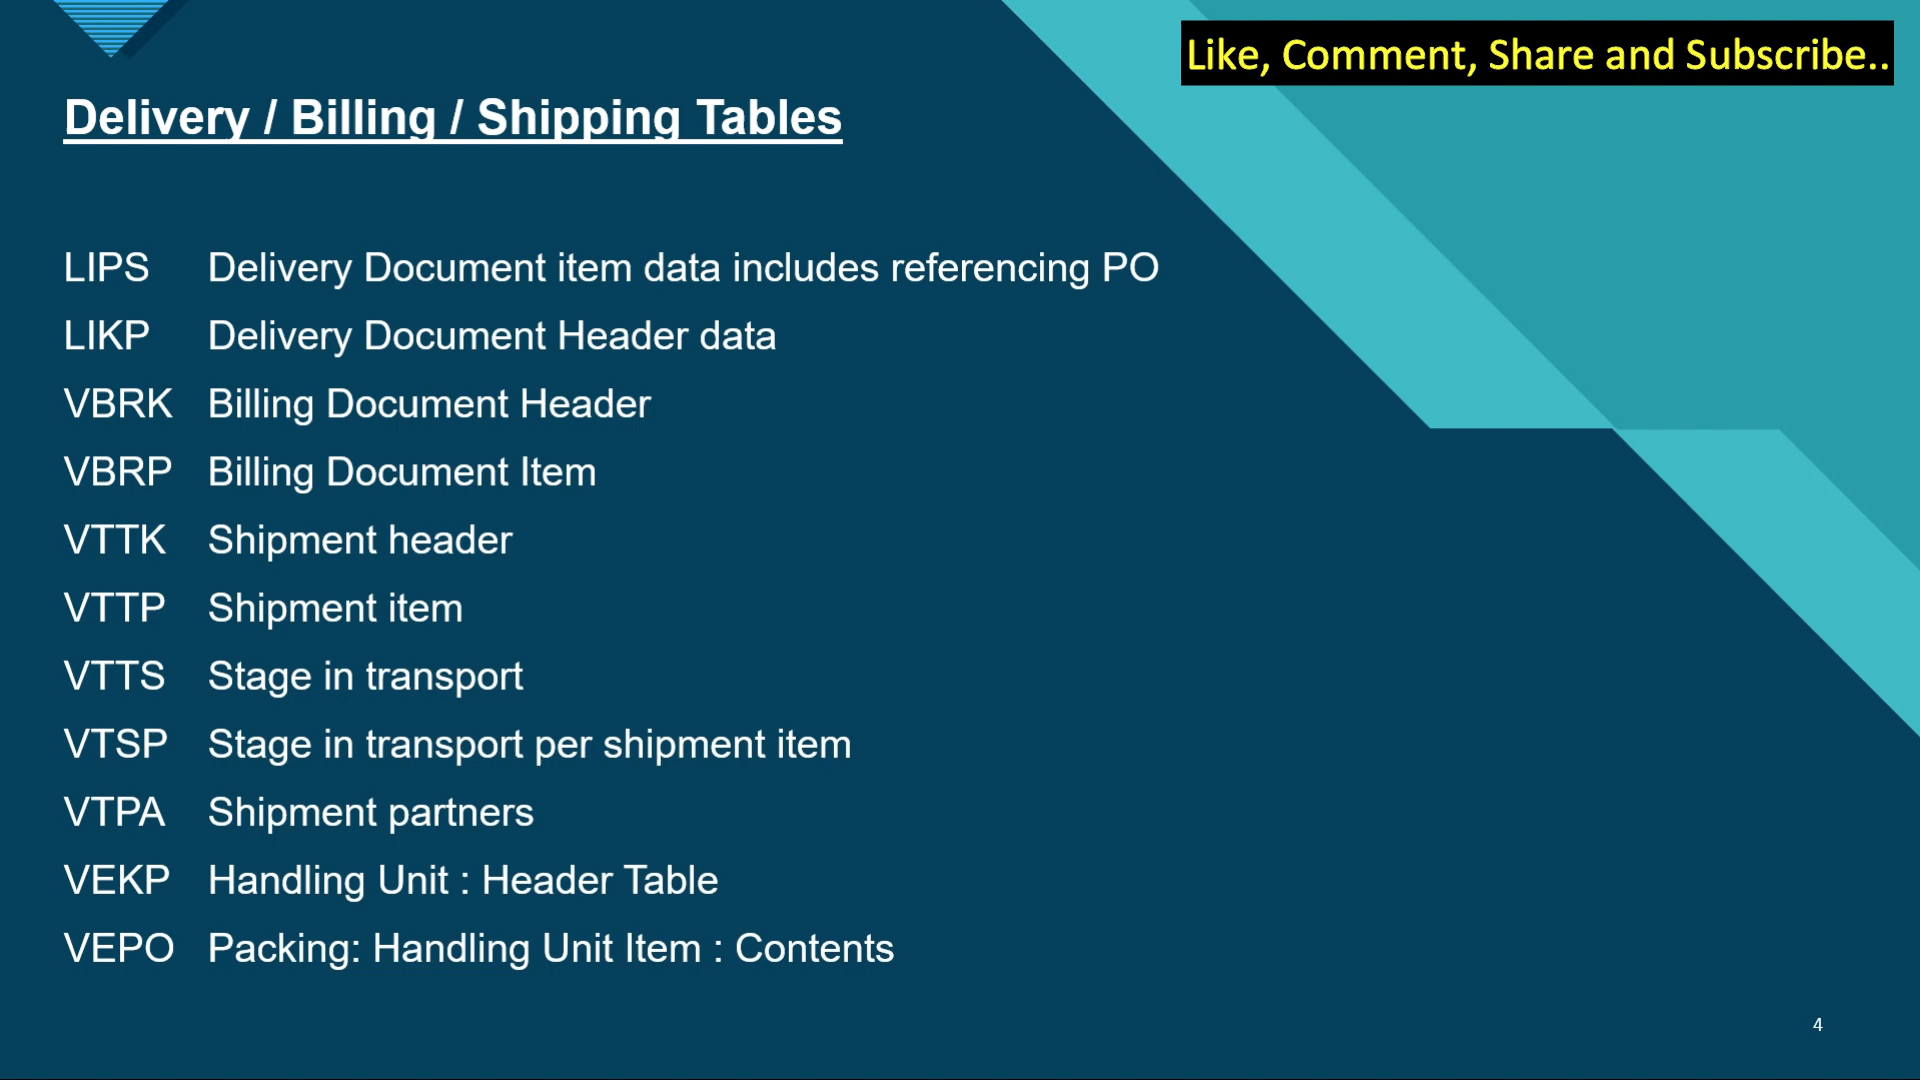 Like, Comment, Share and Subscribe..
Delivery / Billing / Shipping Tables
LIPS Delivery Document item data includes referencing PO
LIKP Delivery Document Header data
VBRK Billing Document Header
VBRP Billing Document Item
VTTK Shipment header
VTTP Shipment item
VTTS Stage in transport
VTSP Stage in transport per shipment item
VTPA Shipment partners
VEKP Handling Unit : Header Table
VEPO Packing: Handling Unit Item : Contents
4